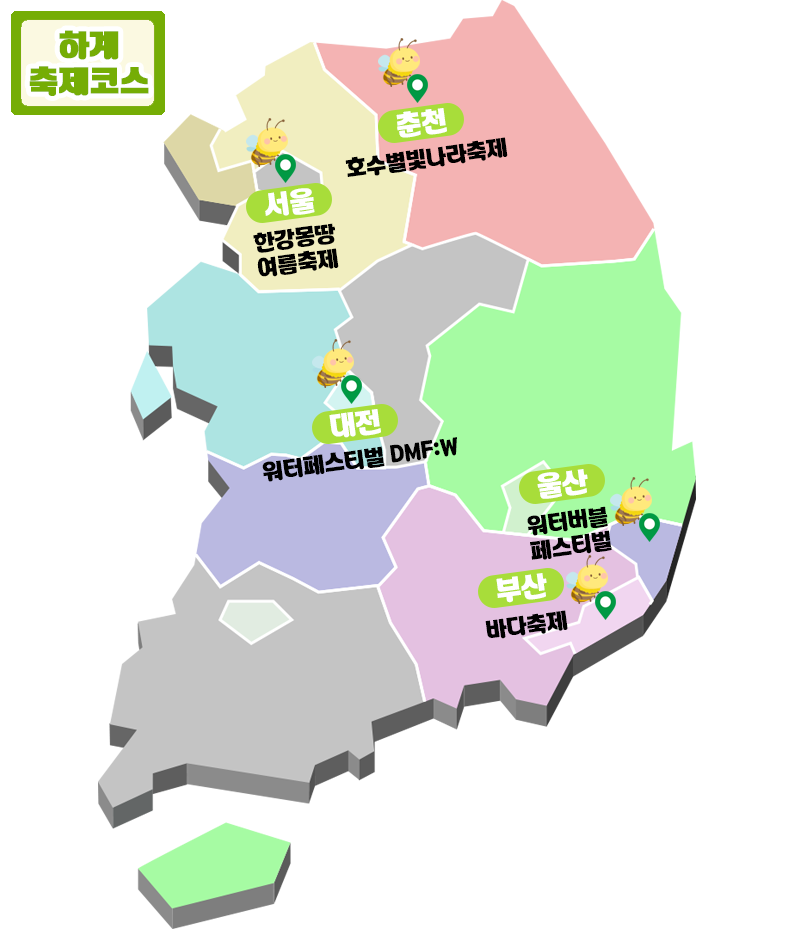 하계
축제코스
춘천
호수별빛나라축제
서울
한강몽땅
여름축제
대전
워터페스티벌 DMF:W
울산
워터버블
페스티벌
부산
바다축제